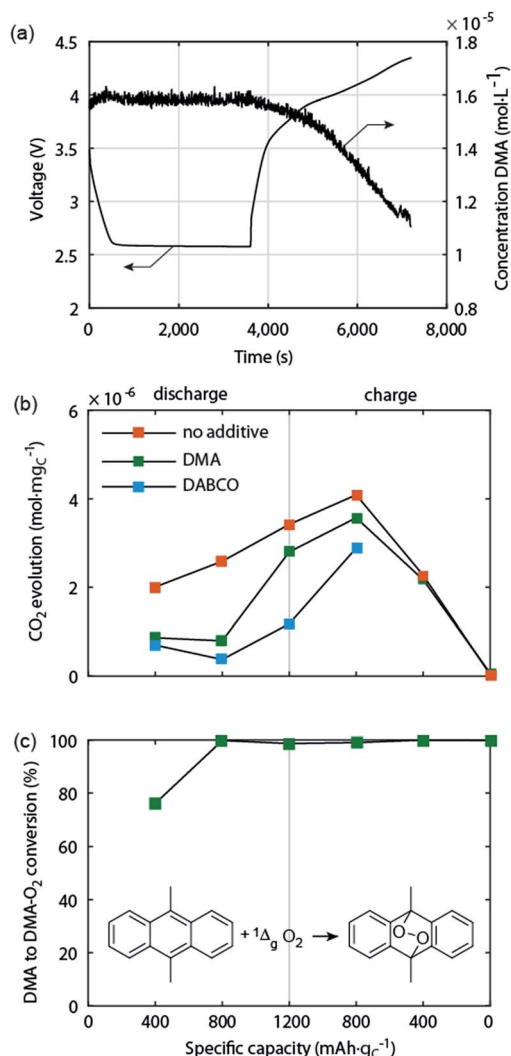 (a)
× 10⁻⁵
4.5
4
3.5
3
2.5
2
Voltage (V)
1.8
1.6
1.4
1.2
1
0.8
Concentration DMA (mol·L⁻¹)
0 2,000 4,000 6,000 8,000
Time (s)
(b)
× 10⁻⁶ discharge charge
6
4
2
0
CO₂ evolution (mol·mg_C⁻¹)
no additive
DMA
DABCO
(c)
100
80
60
40
20
0
DMA to DMA-O₂ conversion (%)
+ ¹Δg O₂
O O
400 800 1200 800 400 0
Specific capacity (mAh·g_C⁻¹)